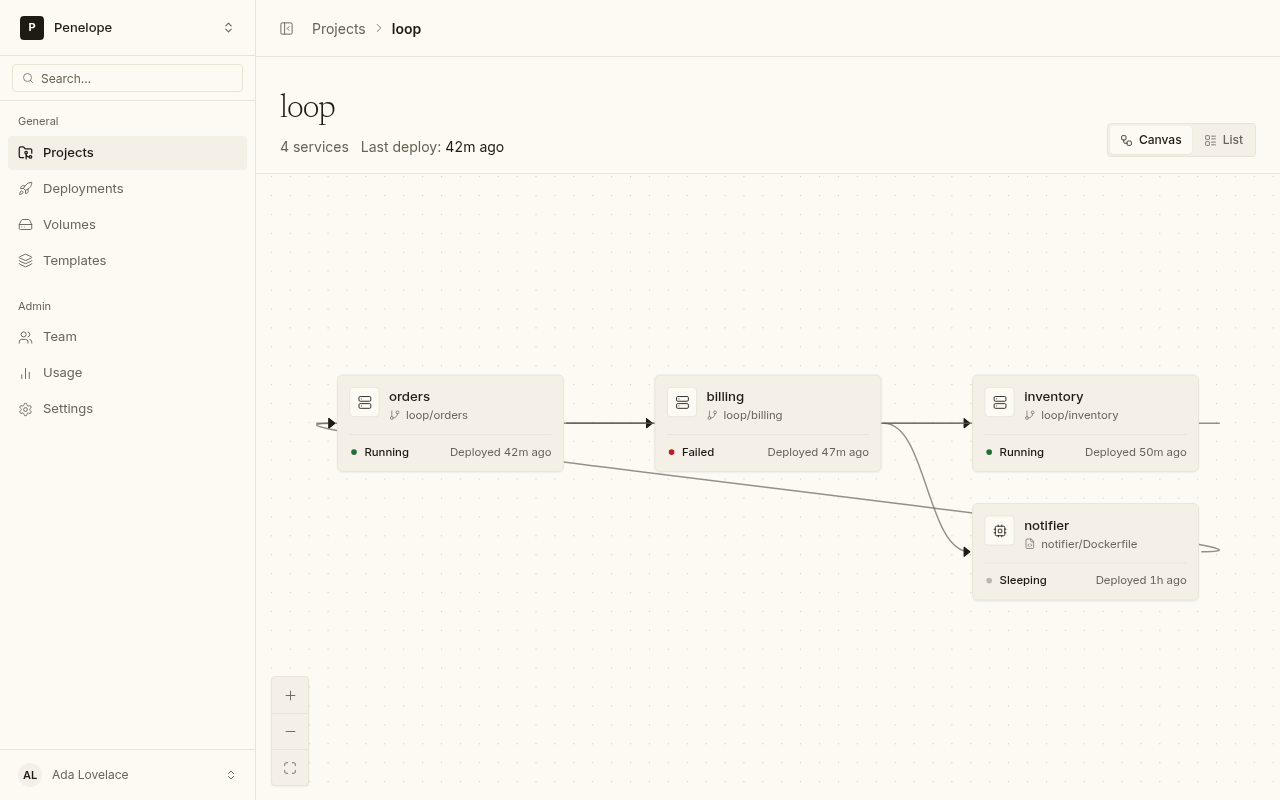 P Penelope
Search...
General
Projects
Deployments
Volumes
Templates
Admin
Team
Usage
Settings
AL Ada Lovelace
Projects loop
loop
4 services Last deploy: 42m ago
Canvas List
orders
loop/orders
Running Deployed 42m ago
billing
loop/billing
Failed Deployed 47m ago
inventory
loop/inventory
Running Deployed 50m ago
notifier
notifier/Dockerfile
Sleeping Deployed 1h ago